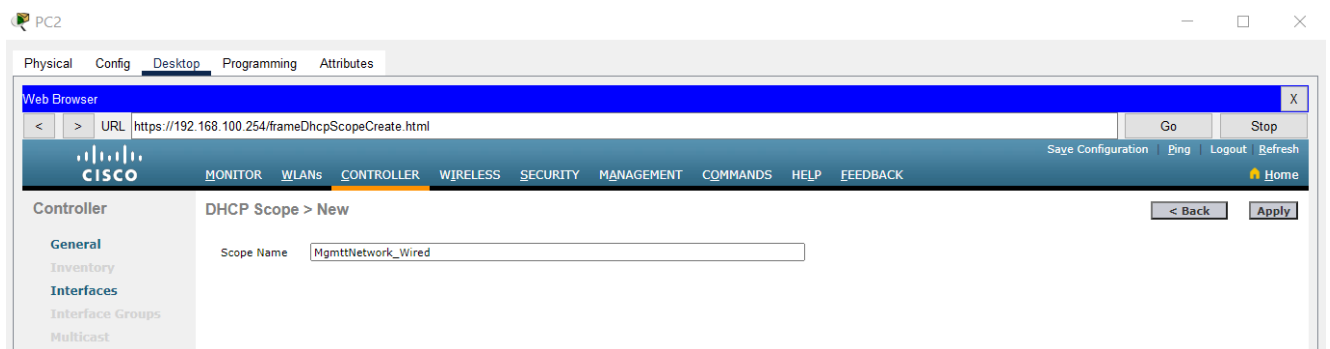 PC2
Physical Config Desktop Programming Attributes
Web Browser X
< > URL https://192.168.100.254/frameDhcpScopeCreate.html Go Stop
Save Configuration | Ping | Logout | Refresh
CISCO MONITOR WLANs CONTROLLER WIRELESS SECURITY MANAGEMENT COMMANDS HELP FEEDBACK Home
Controller DHCP Scope > New < Back Apply
General
Scope Name MgmttNetwork_Wired
Inventory
Interfaces
Interface Groups
Multicast